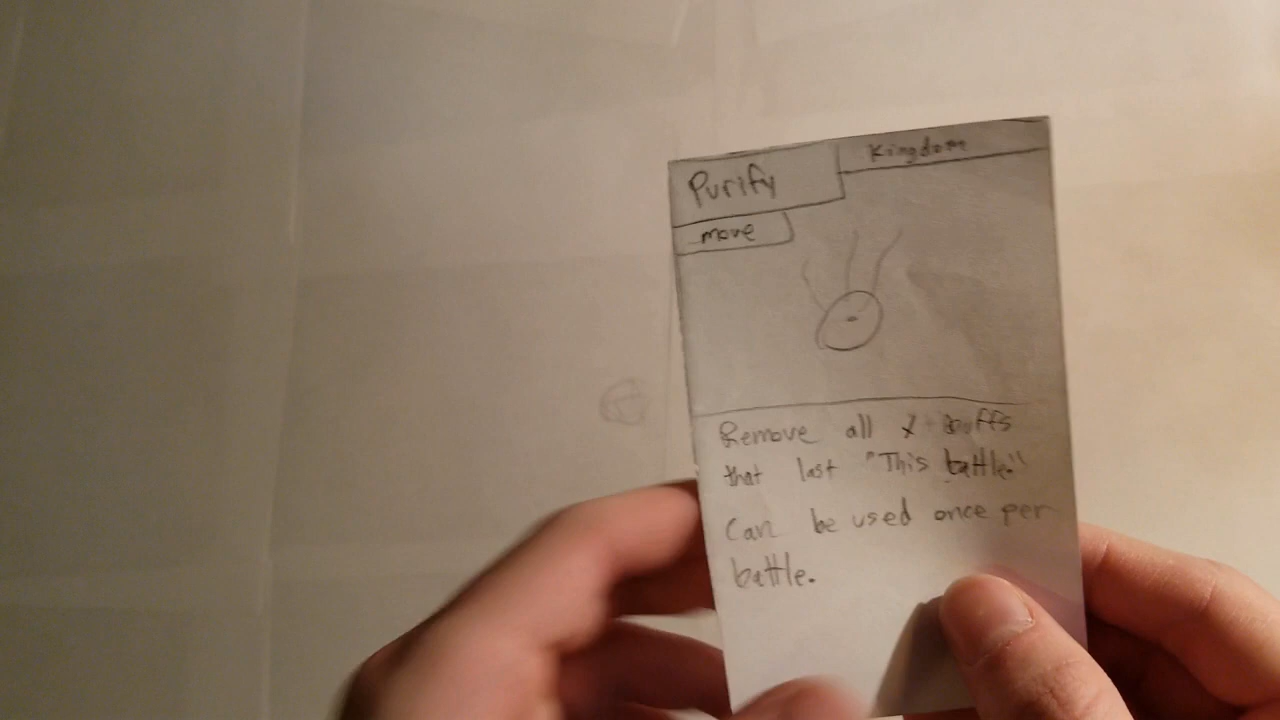 Purify
Kingdom
move
Remove all
that last "This battle."
Can be used once per
battle.